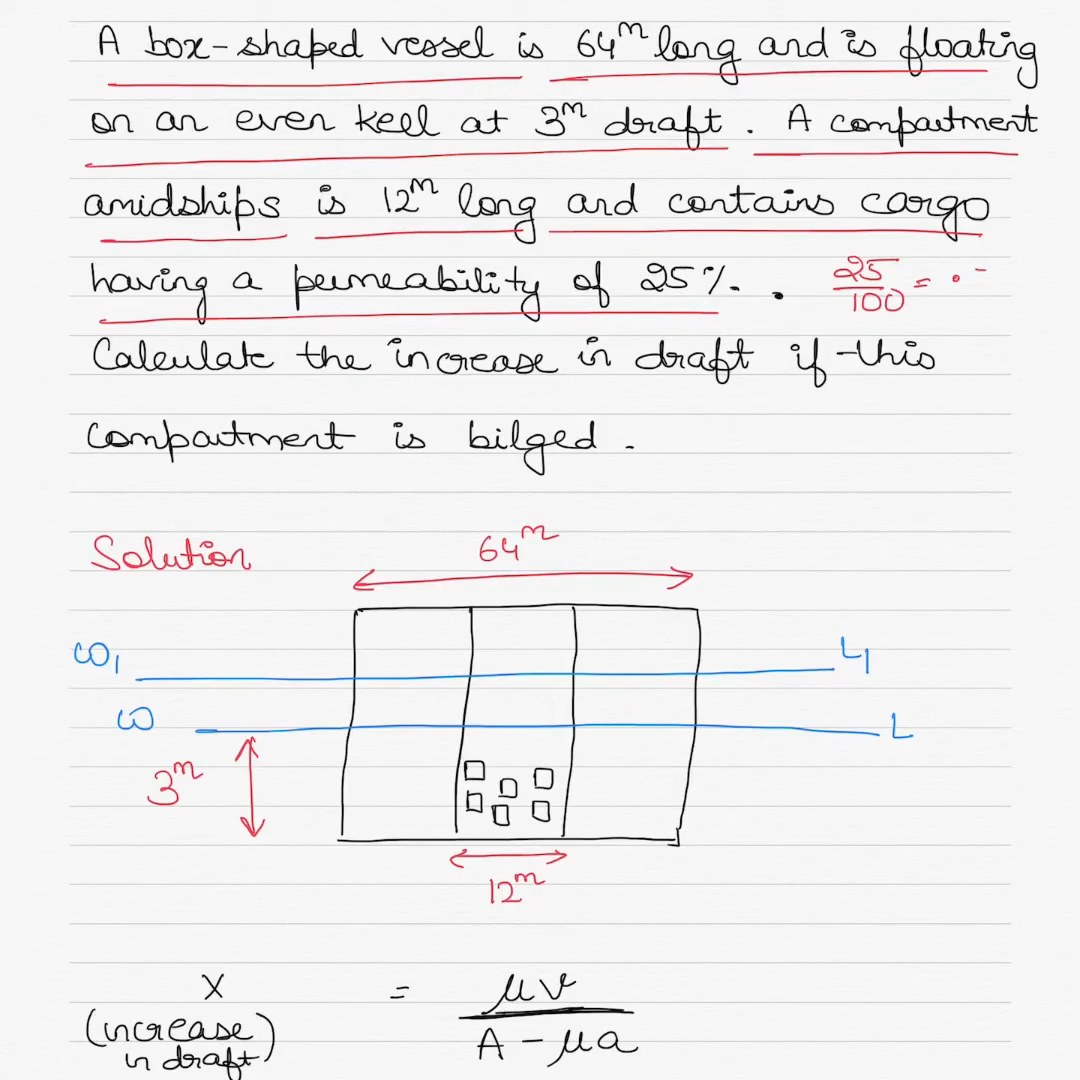 A box-shaped vessel is 64m long and is floating
on an even keel at 3m draft. A compartment
amidships is 12m long and contains cargo
having a permeability of 25%.
25/100 = .
Calculate the increase in draft if this
compartment is bilged.
Solution
64m
W1 L1
W L
3m
12m
X = μv / A - μa
(increase
in draft)